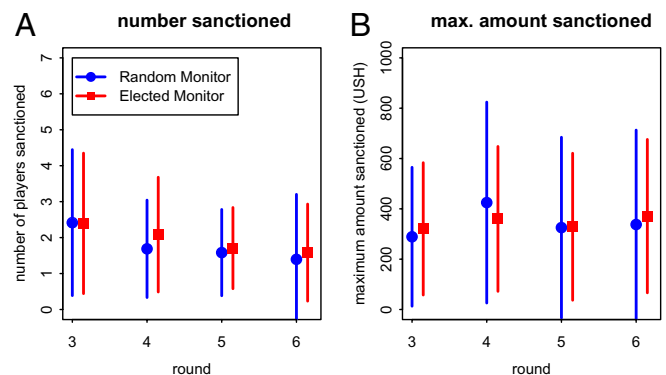 A
number sanctioned
number of players sanctioned
7
6
5
4
3
2
1
0
Random Monitor
Elected Monitor
3 4 5 6
round
B
max. amount sanctioned
maximum amount sanctioned (USH)
1000
800
600
400
200
0
3 4 5 6
round